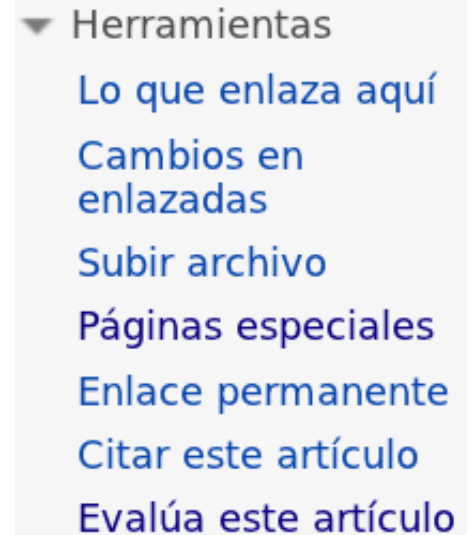 Herramientas
Lo que enlaza aquí
Cambios en
enlazadas
Subir archivo
Páginas especiales
Enlace permanente
Citar este artículo
Evalúa este artículo